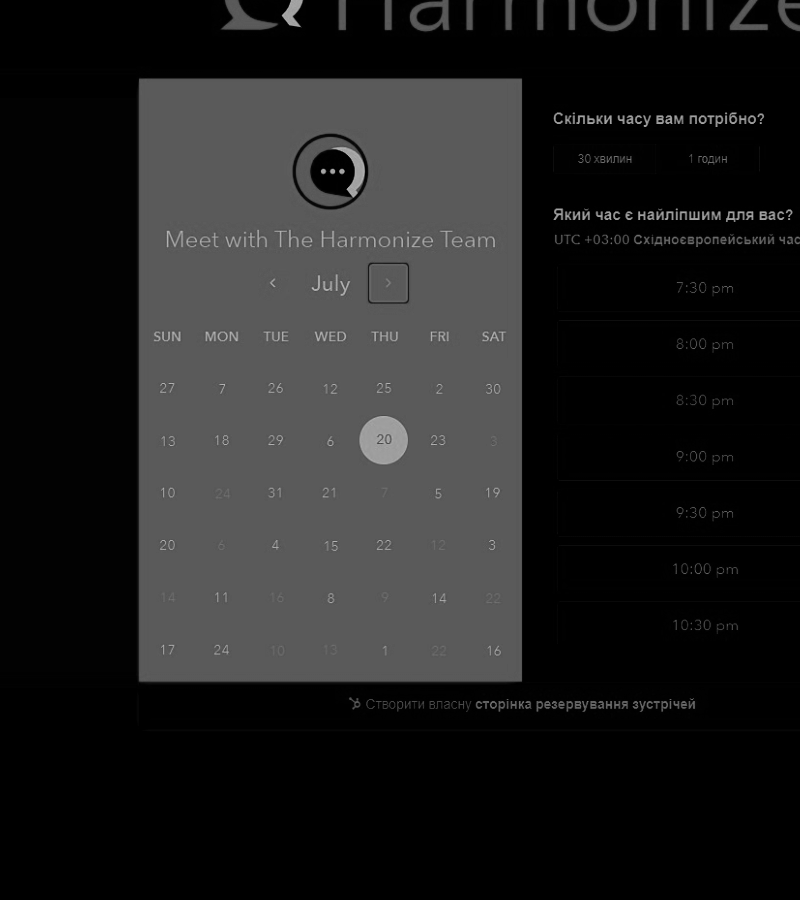 Harmonize
Meet with The Harmonize Team
July
SUN MON TUE WED THU FRI SAT
27 7 26 12 25 2 30
13 18 29 6 20 23 3
10 24 31 21 7 5 19
20 6 4 15 22 12 3
14 11 16 8 9 14 22
17 24 10 13 1 22 16
Скільки часу вам потрібно?
30 хвилин 1 годин
Який час є найліпшим для вас?
UTC +03:00 Східноєвропейський час
7:30 pm
8:00 pm
8:30 pm
9:00 pm
9:30 pm
10:00 pm
10:30 pm
Створити власну сторінка резервування зустрічей